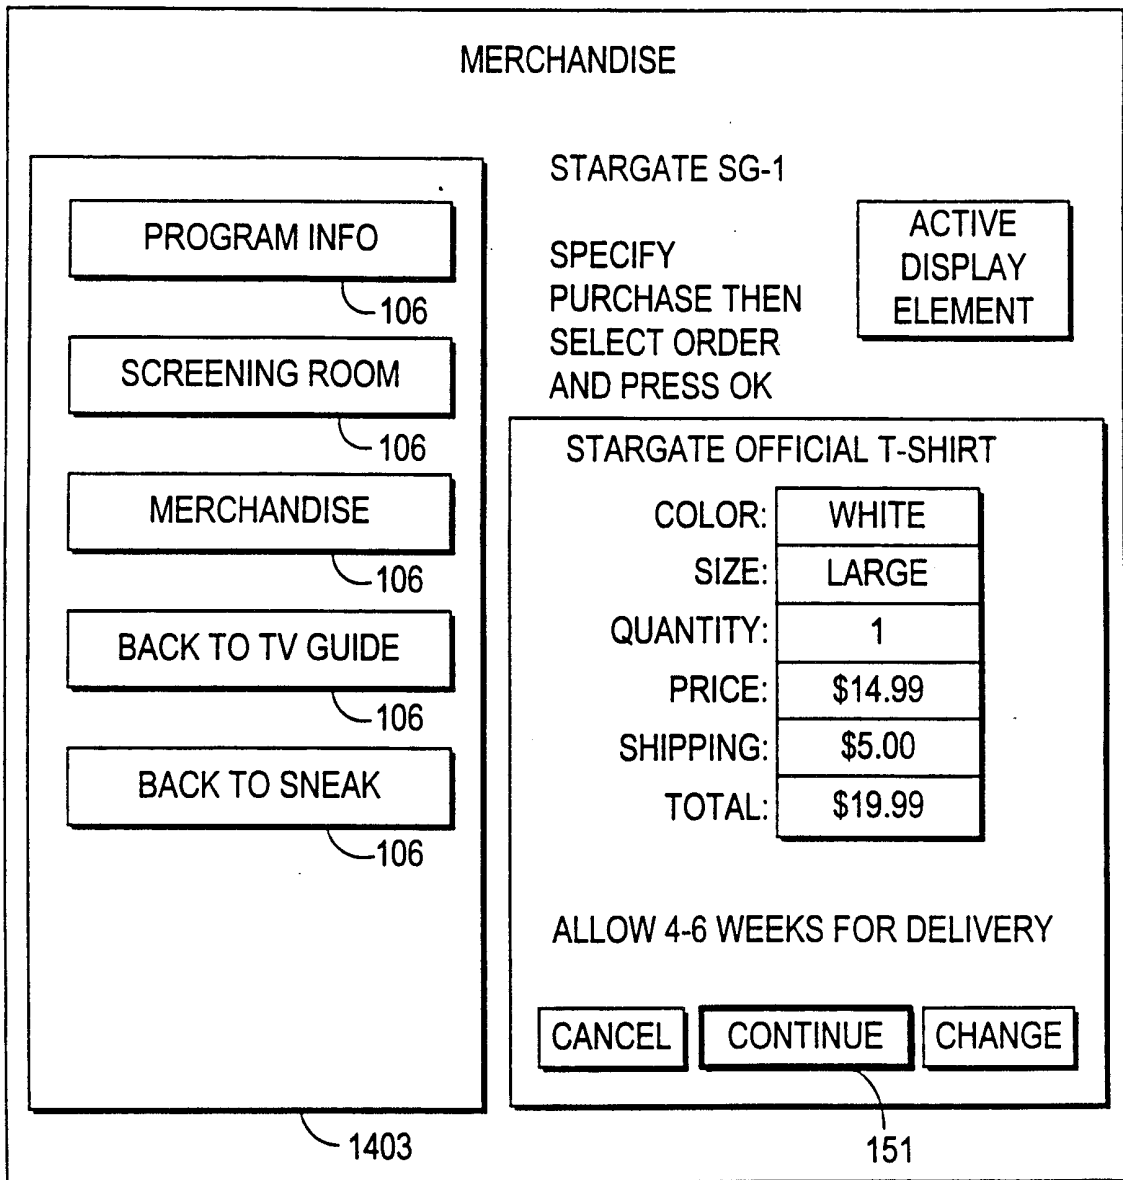 MERCHANDISE
PROGRAM INFO
106
SCREENING ROOM
106
MERCHANDISE
106
BACK TO TV GUIDE
106
BACK TO SNEAK
106
1403
STARGATE SG-1
SPECIFY
PURCHASE THEN
SELECT ORDER
AND PRESS OK
ACTIVE
DISPLAY
ELEMENT
STARGATE OFFICIAL T-SHIRT
COLOR: WHITE
SIZE: LARGE
QUANTITY: 1
PRICE: $14.99
SHIPPING: $5.00
TOTAL: $19.99
ALLOW 4-6 WEEKS FOR DELIVERY
CANCEL CONTINUE CHANGE
151